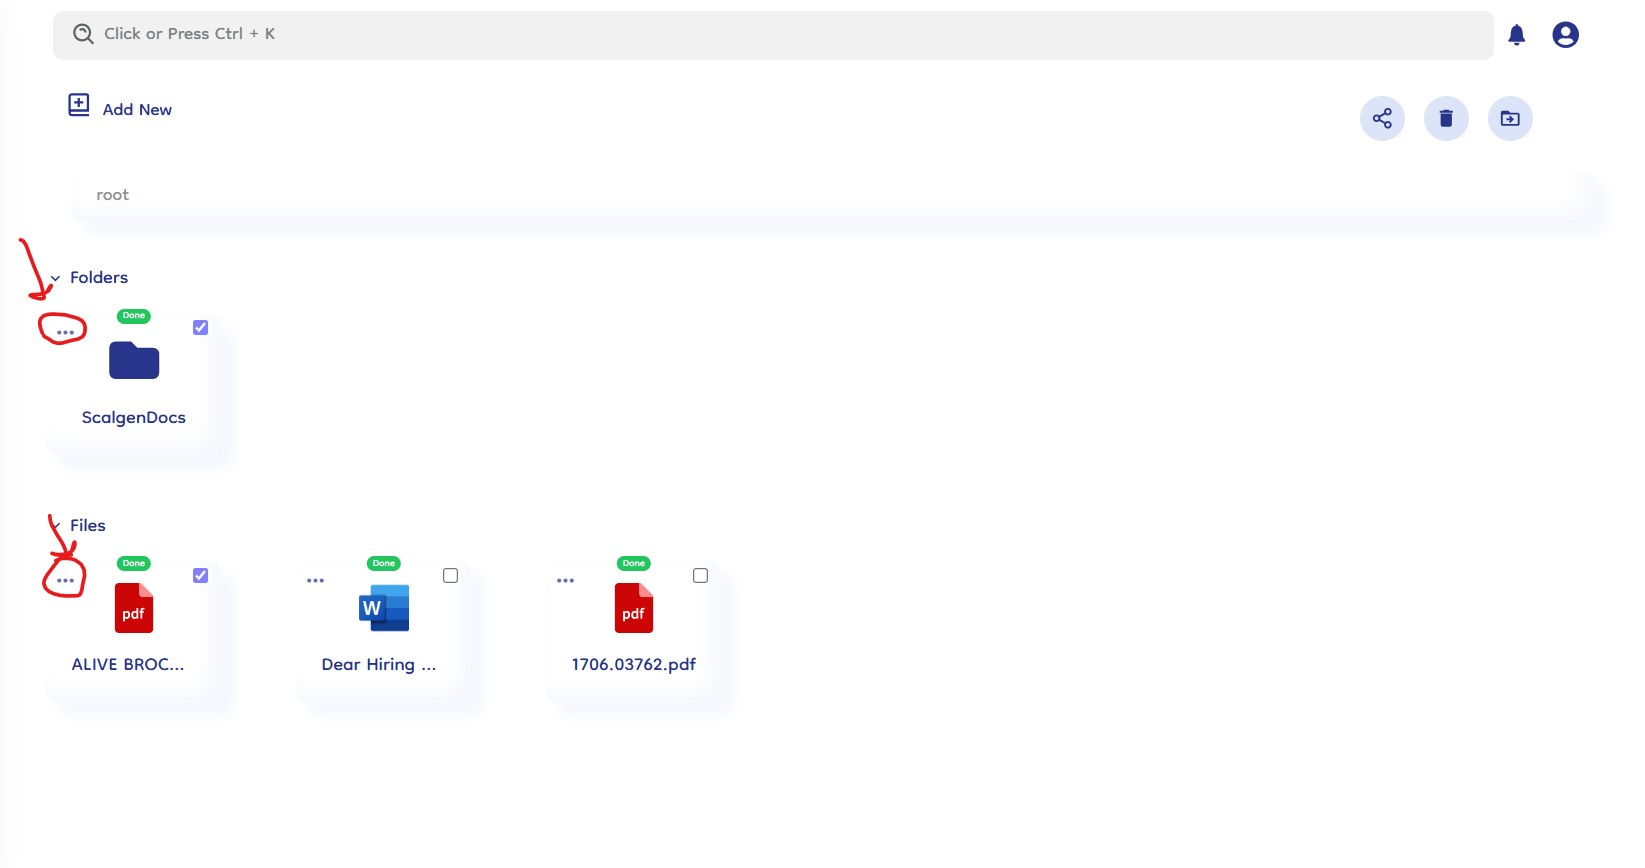 Click or Press Ctrl + K
Add New
root
Folders
Done
ScalgenDocs
Files
Done
Done
Done
pdf
W
pdf
ALIVE BROC...
Dear Hiring ...
1706.03762.pdf